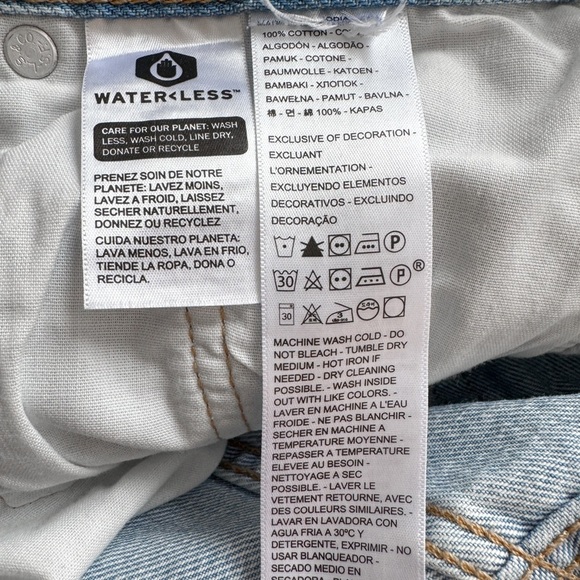 WATER<LESS™
CARE FOR OUR PLANET: WASH
LESS, WASH COLD, LINE DRY,
DONATE OR RECYCLE
PRENEZ SOIN DE NOTRE
PLANETE: LAVEZ MOINS,
LAVEZ A FROID, LAISSEZ
SECHER NATURELLEMENT,
DONNEZ OU RECYCLEZ
CUIDA NUESTRO PLANETA:
LAVA MENOS, LAVA EN FRIO,
TIENDE LA ROPA, DONA O
RECICLA.
100% COTTON -
ALGODÓN - ALGODÃO -
PAMUK - COTONE -
BAUMWOLLE - KATOEN -
BAMBAKI - ХЛОПОК -
BAWEŁNA - PAMUT - BAVLNA -
棉 - 면 - 綿 100% - KAPAS
EXCLUSIVE OF DECORATION -
EXCLUANT
L'ORNEMENTATION -
EXCLUYENDO ELEMENTOS
DECORATIVOS - EXCLUINDO
DECORAÇÃO
P
30 P ®
30
MACHINE WASH COLD - DO
NOT BLEACH - TUMBLE DRY
MEDIUM - HOT IRON IF
NEEDED - DRY CLEANING
POSSIBLE. - WASH INSIDE
OUT WITH LIKE COLORS. -
LAVER EN MACHINE A L'EAU
FROIDE - NE PAS BLANCHIR -
SECHER EN MACHINE A
TEMPERATURE MOYENNE -
REPASSER A TEMPERATURE
ELEVEE AU BESOIN -
NETTOYAGE A SEC
POSSIBLE. - LAVER LE
VETEMENT RETOURNE, AVEC
DES COULEURS SIMILAIRES. -
LAVAR EN LAVADORA CON
AGUA FRIA A 30ºC Y
DETERGENTE, EXPRIMIR - NO
USAR BLANQUEADOR -
SECADO MEDIO EN